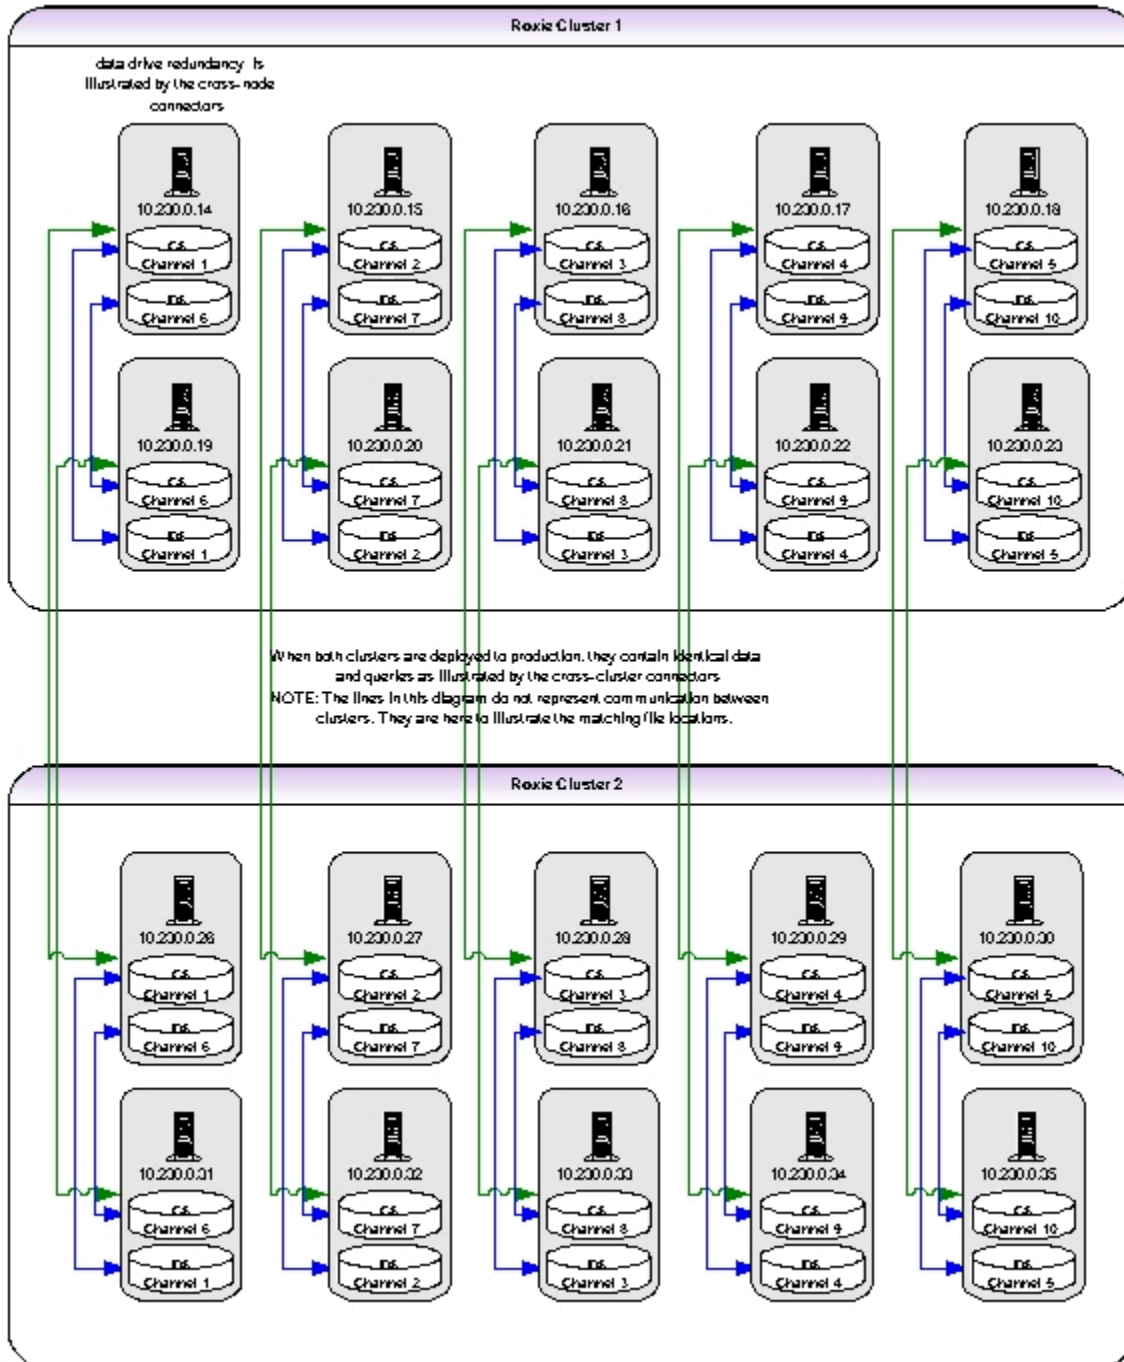 Roxie Cluster 1
data drive redundancy is
illustrated by the cross-node
connectors
10.230.0.14
10.230.0.15
10.230.0.16
10.230.0.17
10.230.0.18
C:\
C:\
C:\
C:\
C:\
Channel 1
Channel 2
Channel 3
Channel 4
Channel 5
D:\
D:\
D:\
D:\
D:\
Channel 6
Channel 7
Channel 8
Channel 9
Channel 10
10.230.0.19
10.230.0.20
10.230.0.21
10.230.0.22
10.230.0.23
C:\
C:\
C:\
C:\
C:\
Channel 6
Channel 7
Channel 8
Channel 9
Channel 10
D:\
D:\
D:\
D:\
D:\
Channel 1
Channel 2
Channel 3
Channel 4
Channel 5
When both clusters are deployed to production, they contain identical data
and queries as illustrated by the cross-cluster connectors
NOTE: The lines in this diagram do not represent communication between
clusters. They are here to illustrate the matching file locations.
Roxie Cluster 2
10.230.0.26
10.230.0.27
10.230.0.28
10.230.0.29
10.230.0.30
C:\
C:\
C:\
C:\
C:\
Channel 1
Channel 2
Channel 3
Channel 4
Channel 5
D:\
D:\
D:\
D:\
D:\
Channel 6
Channel 7
Channel 8
Channel 9
Channel 10
10.230.0.31
10.230.0.32
10.230.0.33
10.230.0.34
10.230.0.35
C:\
C:\
C:\
C:\
C:\
Channel 6
Channel 7
Channel 8
Channel 9
Channel 10
D:\
D:\
D:\
D:\
D:\
Channel 1
Channel 2
Channel 3
Channel 4
Channel 5